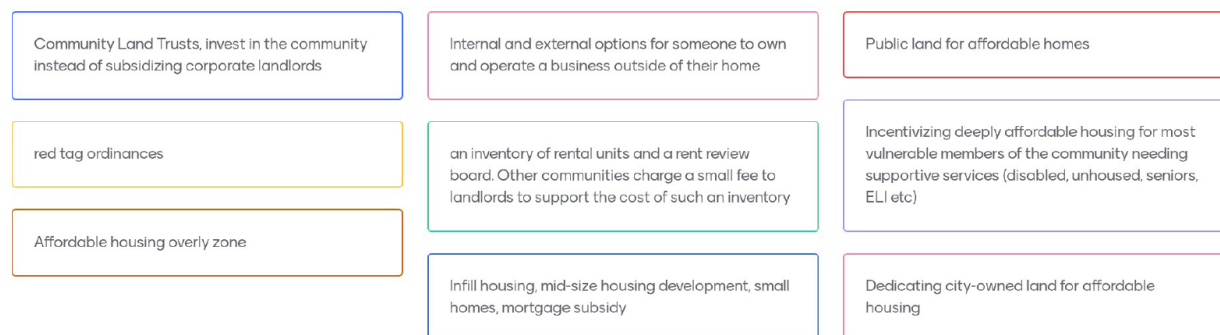 Community Land Trusts, invest in the community
instead of subsidizing corporate landlords
red tag ordinances
Affordable housing overly zone
Internal and external options for someone to own
and operate a business outside of their home
an inventory of rental units and a rent review
board. Other communities charge a small fee to
landlords to support the cost of such an inventory
Infill housing, mid-size housing development, small
homes, mortgage subsidy
Public land for affordable homes
Incentivizing deeply affordable housing for most
vulnerable members of the community needing
supportive services (disabled, unhoused, seniors,
ELI etc)
Dedicating city-owned land for affordable
housing